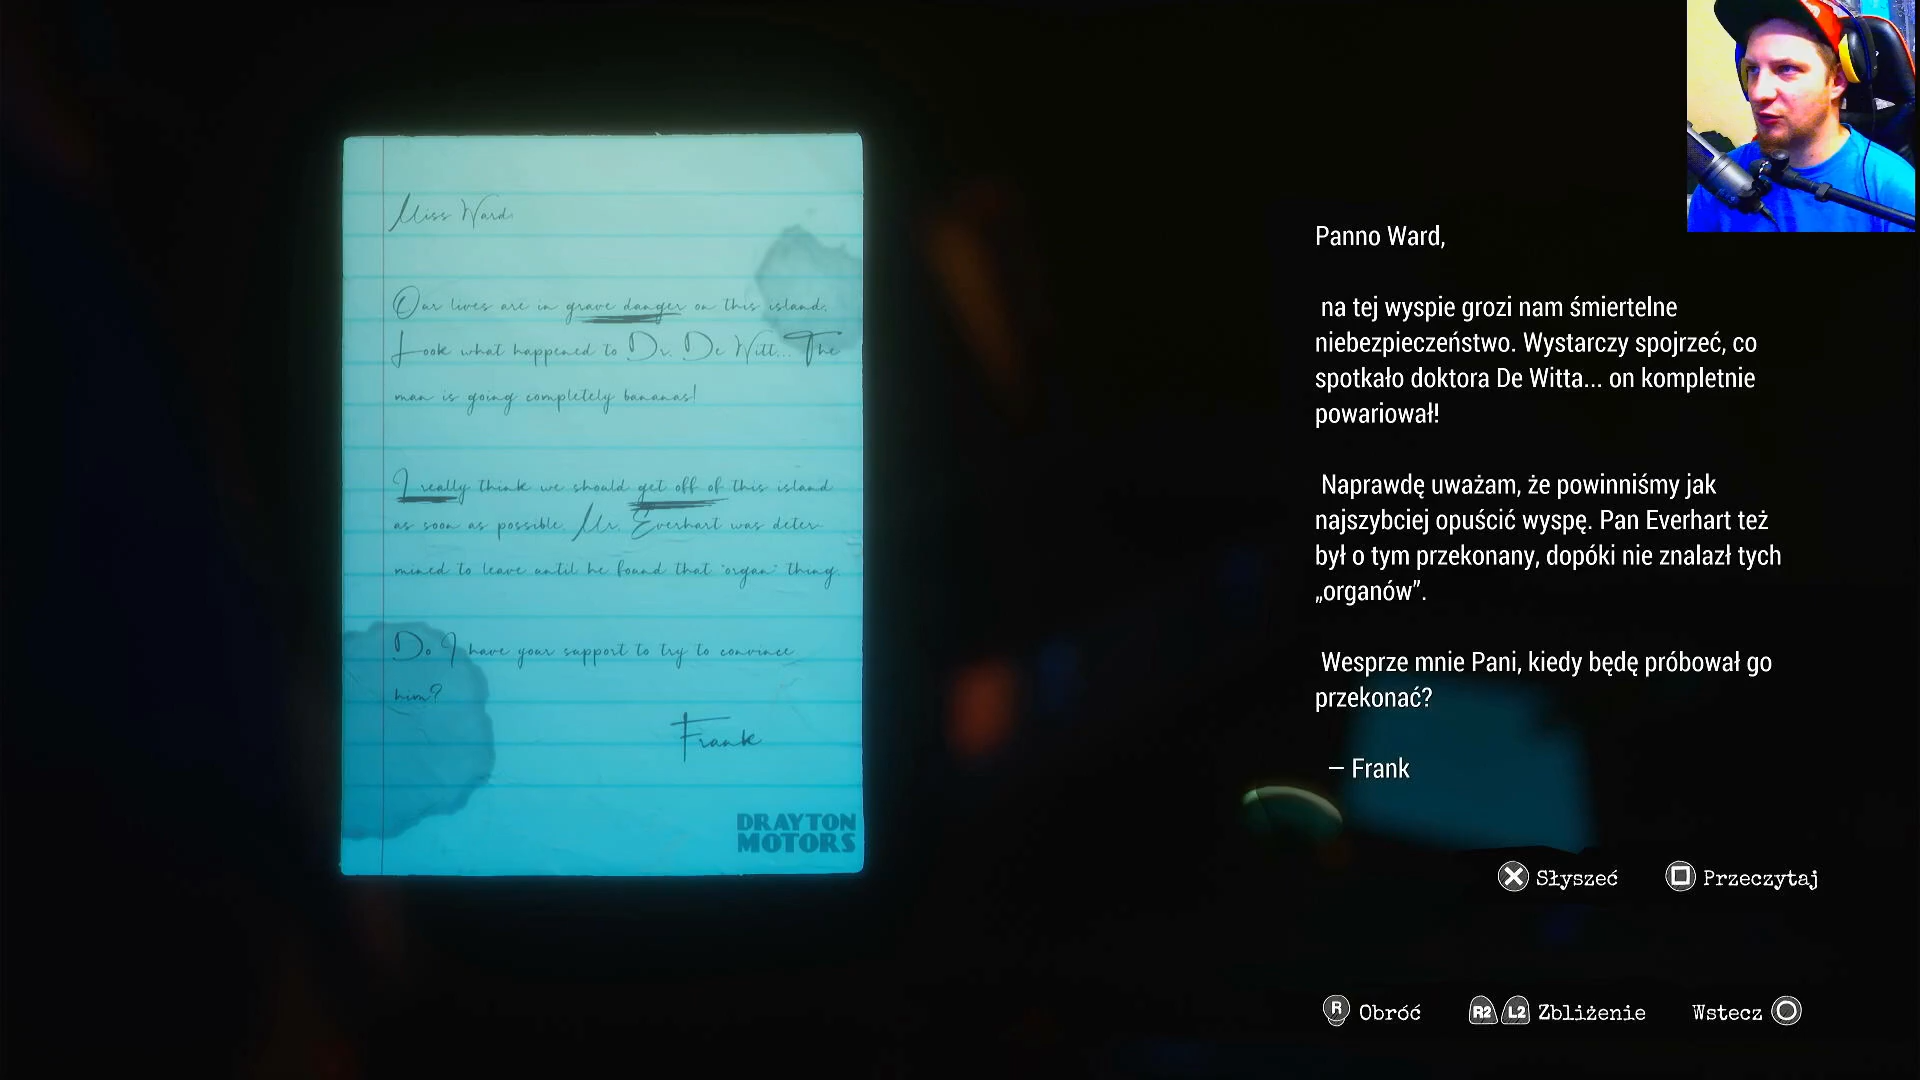 Miss Ward,
Our lives are in grave danger on this island.
Look what happened to Dr. De Witt... The
man is going completely bananas!
I really think we should get off of this island
as soon as possible. Mr. Everhart was deter-
mined to leave until he found that "organ" thing.
Do I have your support to try to convince
him?
Frank
DRAYTON
MOTORS
Panno Ward,
na tej wyspie grozi nam śmiertelne
niebezpieczeństwo. Wystarczy spojrzeć, co
spotkało doktora De Witta... on kompletnie
powariował!
Naprawdę uważam, że powinniśmy jak
najszybciej opuścić wyspę. Pan Everhart też
był o tym przekonany, dopóki nie znalazł tych
„organów”.
Wesprze mnie Pani, kiedy będę próbował go
przekonać?
– Frank
Słyszeć Przeczytaj
R Obróć R2 L2 Zbliżenie Wstecz